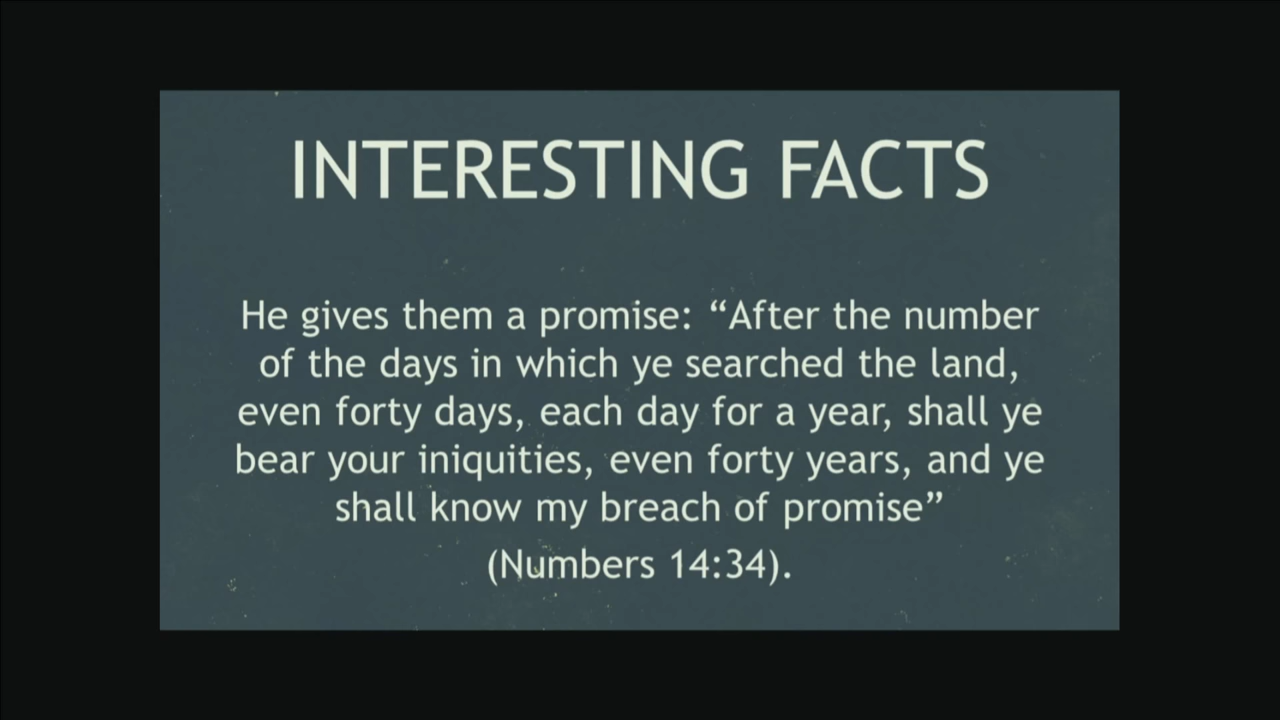 INTERESTING FACTS
He gives them a promise: “After the number
of the days in which ye searched the land,
even forty days, each day for a year, shall ye
bear your iniquities, even forty years, and ye
shall know my breach of promise”
(Numbers 14:34).